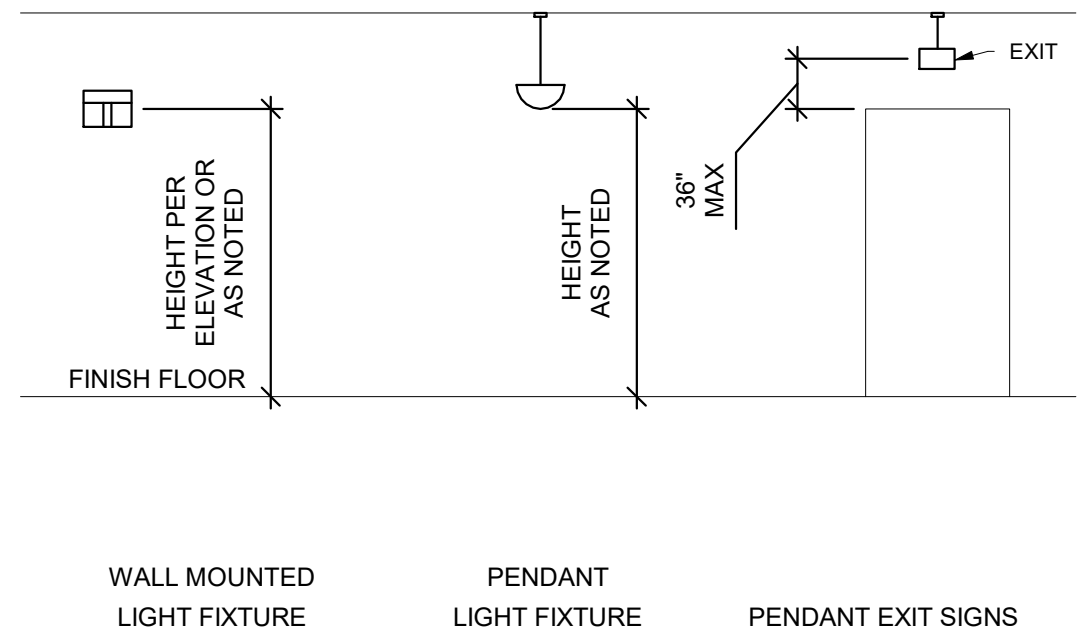 EXIT
HEIGHT PER
ELEVATION OR
AS NOTED
HEIGHT
AS NOTED
36"
MAX
FINISH FLOOR
WALL MOUNTED
LIGHT FIXTURE
PENDANT
LIGHT FIXTURE
PENDANT EXIT SIGNS